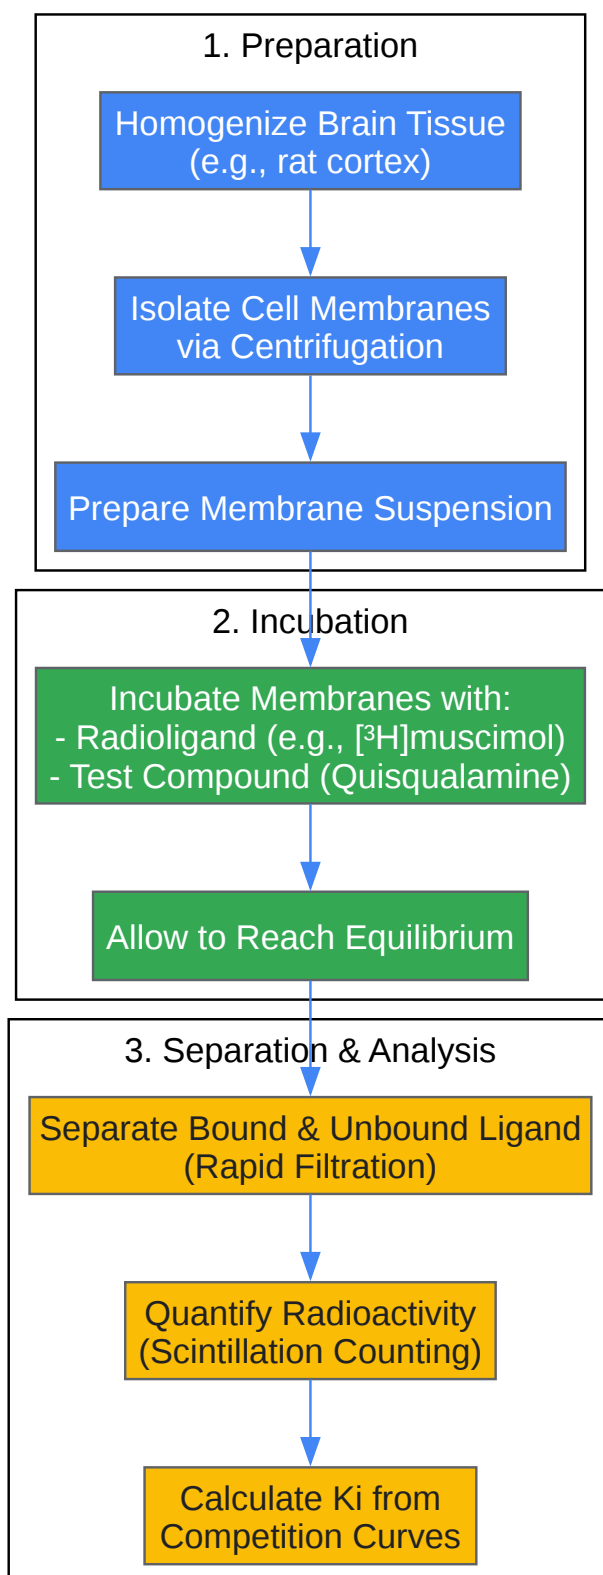 1. Preparation
Homogenize Brain Tissue
(e.g., rat cortex)
Isolate Cell Membranes
via Centrifugation
Prepare Membrane Suspension
2. Incubation
Incubate Membranes with:
- Radioligand (e.g., [³H]muscimol)
- Test Compound (Quisqualamine)
Allow to Reach Equilibrium
3. Separation & Analysis
Separate Bound & Unbound Ligand
(Rapid Filtration)
Quantify Radioactivity
(Scintillation Counting)
Calculate Ki from
Competition Curves